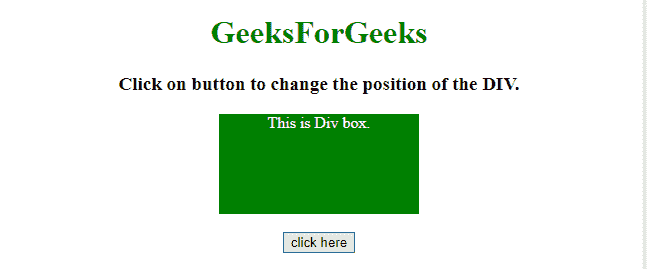 GeeksForGeeks
Click on button to change the position of the DIV.
This is Div box.
click here